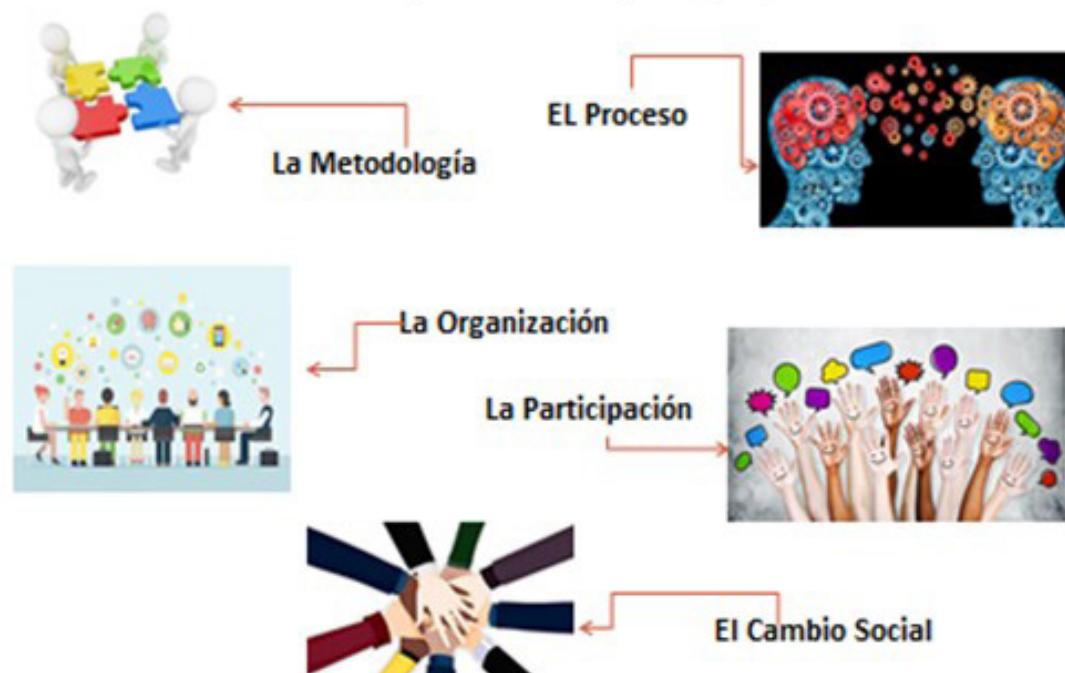 EL Proceso
La Metodología
La Organización
La Participación
El Cambio Social